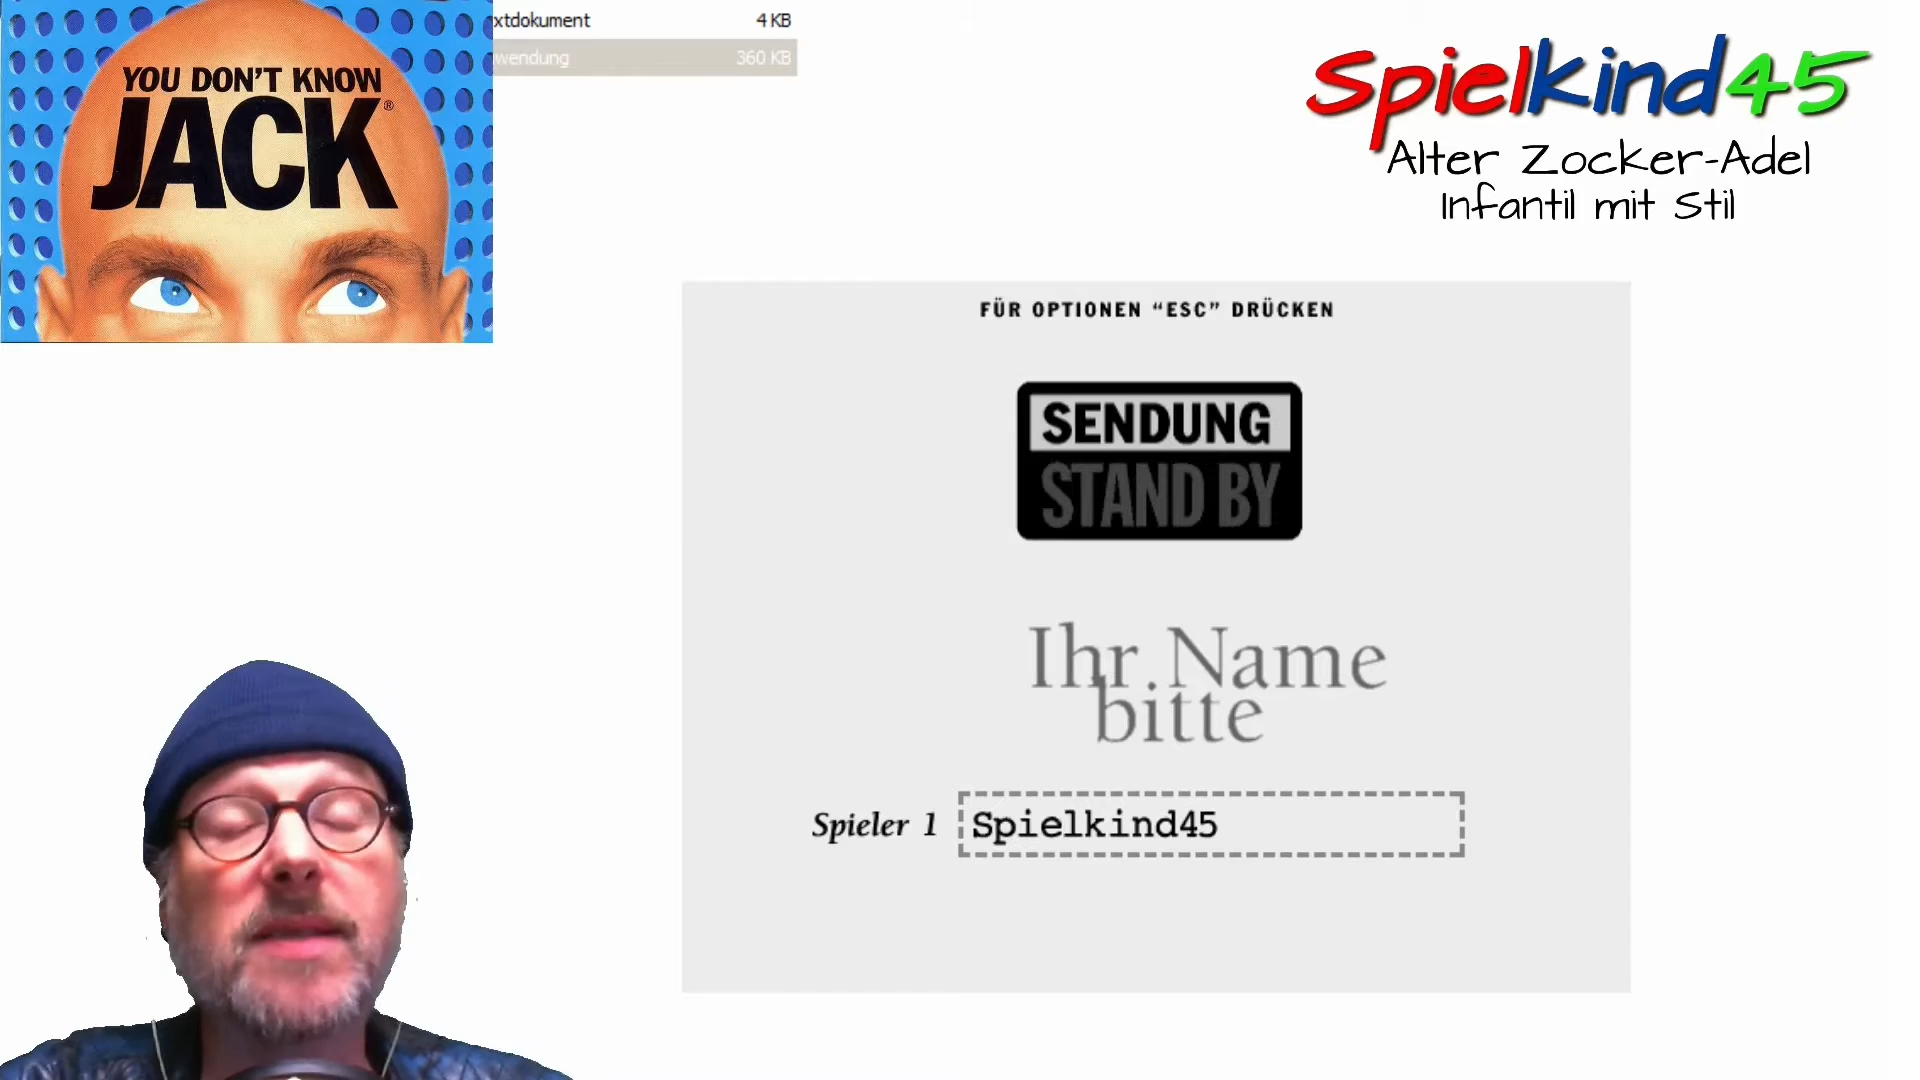 xtdokument 4 KB
wendung 360 KB
YOU DON'T KNOW
JACK®
Spielkind45
Alter Zocker-Adel
Infantil mit Stil
FÜR OPTIONEN “ESC” DRÜCKEN
SENDUNG
STAND BY
Ihr Name
bitte
Spieler 1 Spielkind45